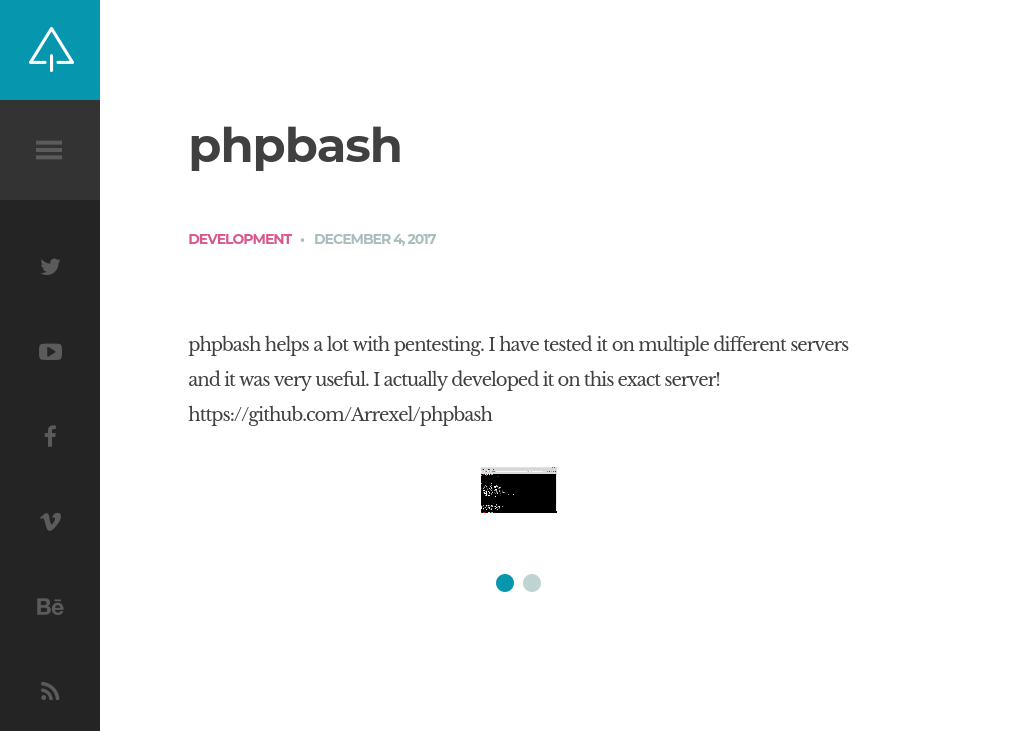 phpbash
DEVELOPMENT • DECEMBER 4, 2017
phpbash helps a lot with pentesting. I have tested it on multiple different servers
and it was very useful. I actually developed it on this exact server!
https://github.com/Arrexel/phpbash
Bē